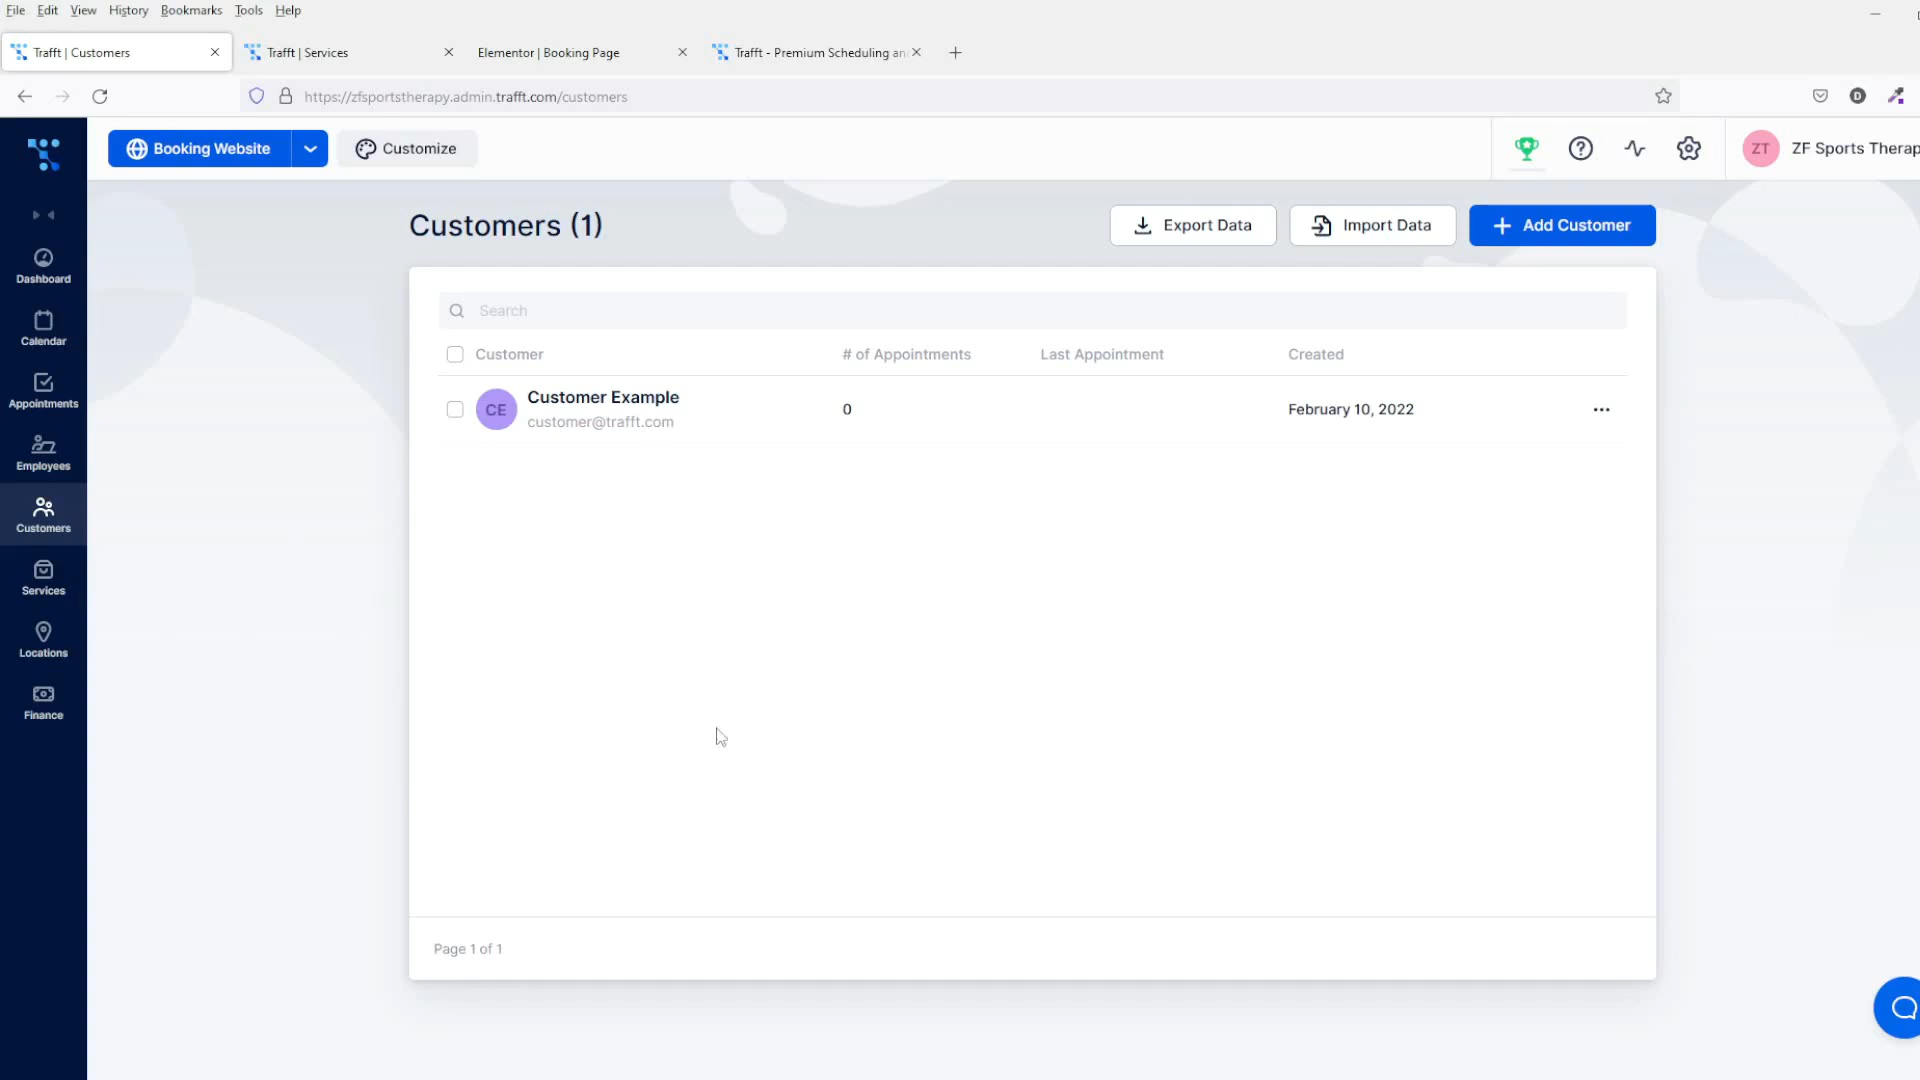 File Edit View History Bookmarks Tools Help
Trafft | Customers
Trafft | Services
Elementor | Booking Page
Trafft - Premium Scheduling an
https://zfsportstherapy.admin.trafft.com/customers
D
Booking Website
Customize
ZT
ZF Sports Therap
Dashboard
Calendar
Appointments
Employees
Customers
Services
Locations
Finance
Customers (1)
Export Data
Import Data
Add Customer
Search
Customer # of Appointments Last Appointment Created
CE
Customer Example
customer@trafft.com
0
February 10, 2022
Page 1 of 1